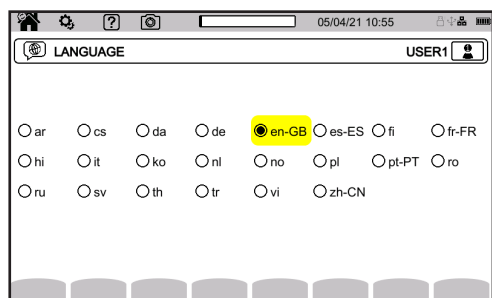 ? 05/04/21 10:55
LANGUAGE USER1
ar cs da de en-GB es-ES fi fr-FR
hi it ko nl no pl pt-PT ro
ru sv th tr vi zh-CN